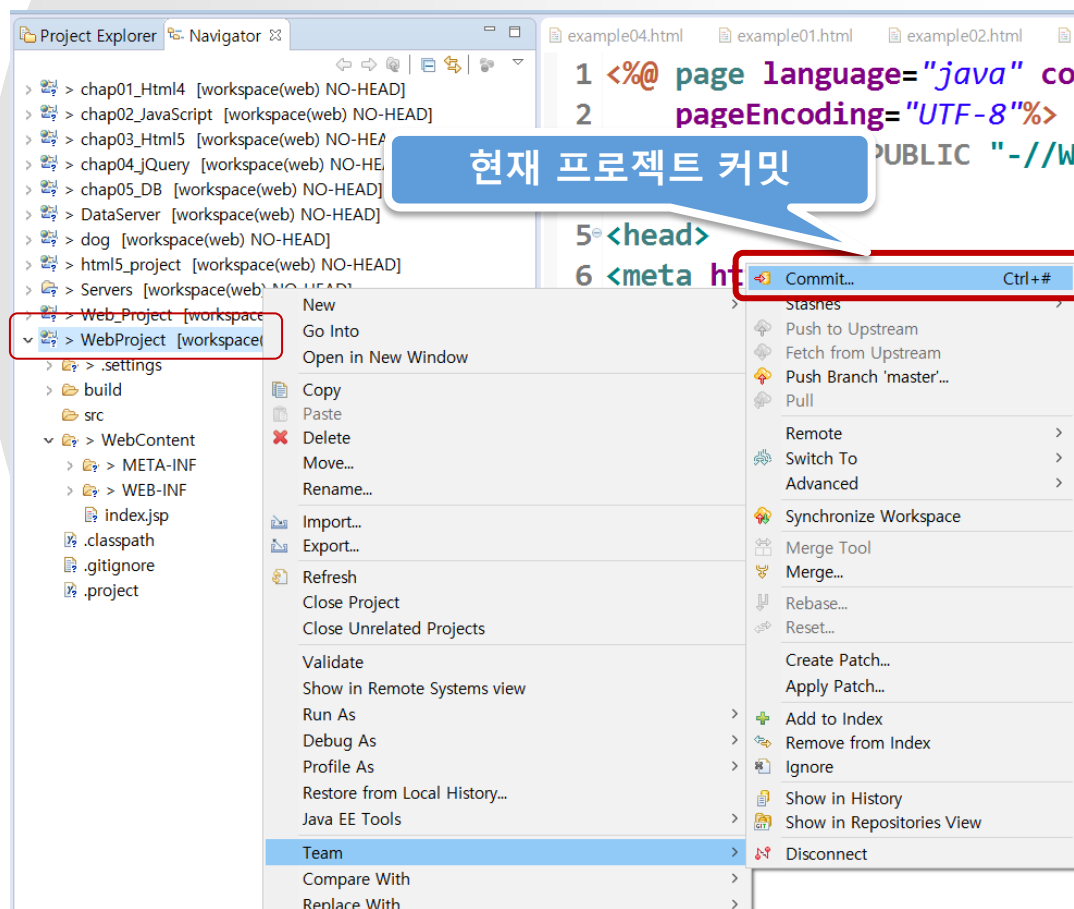 Project Explorer Navigator
example04.html example01.html example02.html
> chap01_Html4 [workspace(web) NO-HEAD]
> chap02_JavaScript [workspace(web) NO-HEAD]
> chap03_Html5 [workspace(web) NO-HEA
> chap04_jQuery [workspace(web) NO-HE
> chap05_DB [workspace(web) NO-HEAD]
> DataServer [workspace(web) NO-HEAD]
> dog [workspace(web) NO-HEAD]
> html5_project [workspace(web) NO-HEAD]
> Servers [workspace(web) NO-HEAD]
> Web_Project [workspace
> WebProject [workspace(
> .settings
build
src
> WebContent
> META-INF
> WEB-INF
index.jsp
.classpath
.gitignore
.project
1 <%@ page language="java" co
2 pageEncoding="UTF-8"%>
PUBLIC "-//W
5 <head>
6 <meta ht
현재 프로젝트 커밋
New
Go Into
Open in New Window
Copy
Paste
Delete
Move...
Rename...
Import...
Export...
Refresh
Close Project
Close Unrelated Projects
Validate
Show in Remote Systems view
Run As
Debug As
Profile As
Restore from Local History...
Java EE Tools
Team
Compare With
Replace With
Commit... Ctrl+#
Stashes
Push to Upstream
Fetch from Upstream
Push Branch 'master'...
Pull
Remote
Switch To
Advanced
Synchronize Workspace
Merge Tool
Merge...
Rebase...
Reset...
Create Patch...
Apply Patch...
Add to Index
Remove from Index
Ignore
Show in History
Show in Repositories View
Disconnect